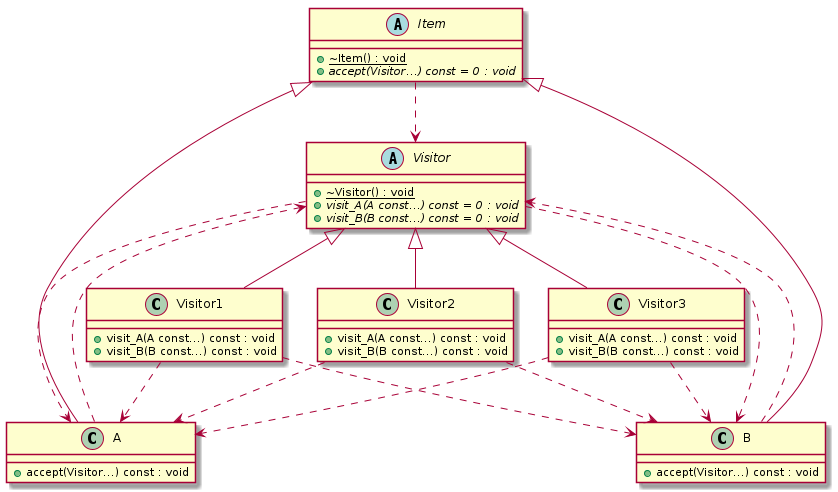 A Item
~Item() : void
accept(Visitor...) const = 0 : void
A Visitor
~Visitor() : void
visit_A(A const...) const = 0 : void
visit_B(B const...) const = 0 : void
C Visitor1
visit_A(A const...) const : void
visit_B(B const...) const : void
C Visitor2
visit_A(A const...) const : void
visit_B(B const...) const : void
C Visitor3
visit_A(A const...) const : void
visit_B(B const...) const : void
C A
accept(Visitor...) const : void
C B
accept(Visitor...) const : void